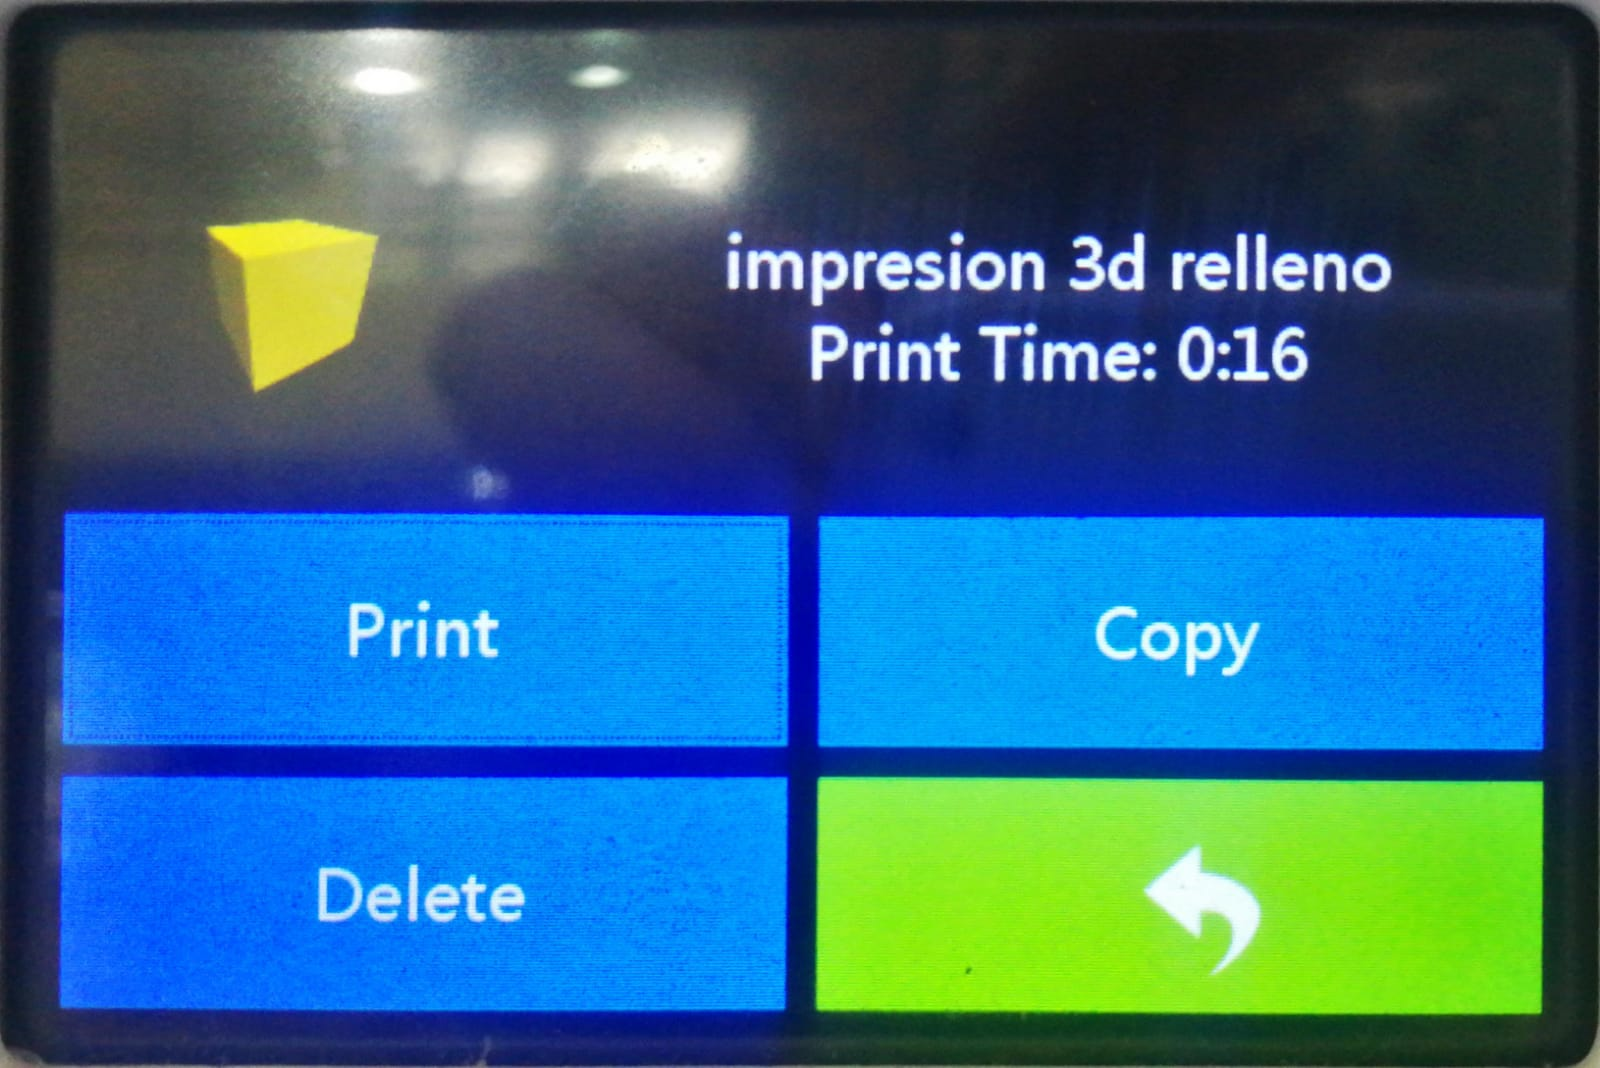 impresion 3d relleno
Print Time: 0:16
Print
Copy
Delete